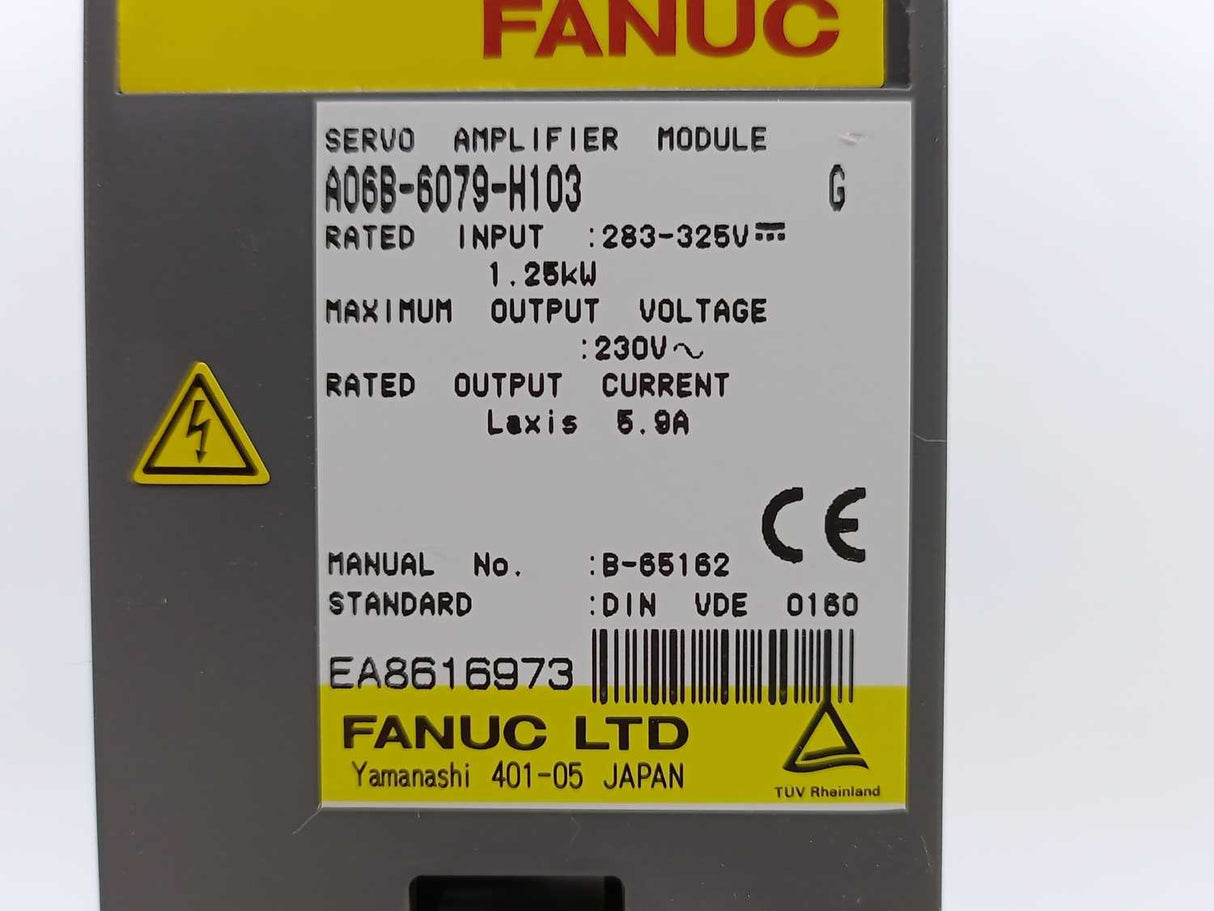 FANUC
SERVO AMPLIFIER MODULE
A06B-6079-H103 G
RATED INPUT :283-325V⎓
1.25kW
MAXIMUM OUTPUT VOLTAGE
:230V～
RATED OUTPUT CURRENT
Laxis 5.9A
CE
MANUAL No. :B-65162
STANDARD :DIN VDE 0160
EA8616973
FANUC LTD
Yamanashi 401-05 JAPAN
TÜV Rheinland